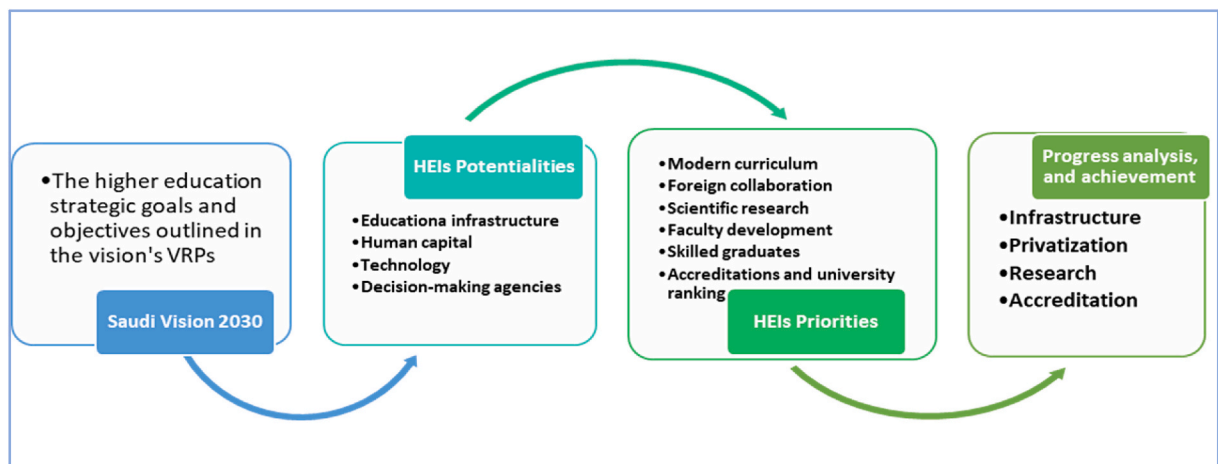 •The higher education
strategic goals and
objectives outlined in
the vision's VRPs
Saudi Vision 2030
HEIs Potentialities
•Educationa infrastructure
•Human capital
•Technology
•Decision-making agencies
•Modern curriculum
•Foreign collaboration
•Scientific research
•Faculty development
•Skilled graduates
•Accreditations and university
ranking
HEIs Priorities
Progress analysis,
and achievement
•Infrastructure
•Privatization
•Research
•Accreditation